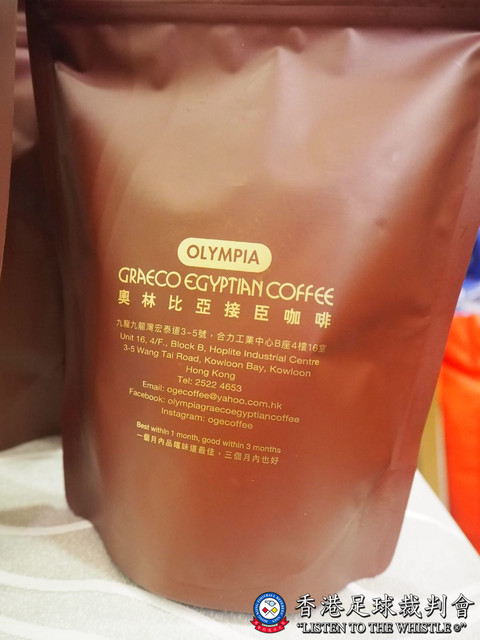 OLYMPIA
GRAECO EGYPTIAN COFFEE
奧林比亞接臣咖啡
九龍九龍灣宏泰道3-5號，合力工業中心B座4樓16室
Unit 16, 4/F., Block B, Hoplite Industrial Centre
3-5 Wang Tai Road, Kowloon Bay, Kowloon
Hong Kong
Tel: 2522 4653
Email: ogecoffee@yahoo.com.hk
Facebook: olympiagraecoegyptiancoffee
Instagram: ogecoffee
Best within 1 month, good within 3 months
一個月內品嚐味道最佳，三個月內也好
香港足球裁判會
"LISTEN TO THE WHISTLE"